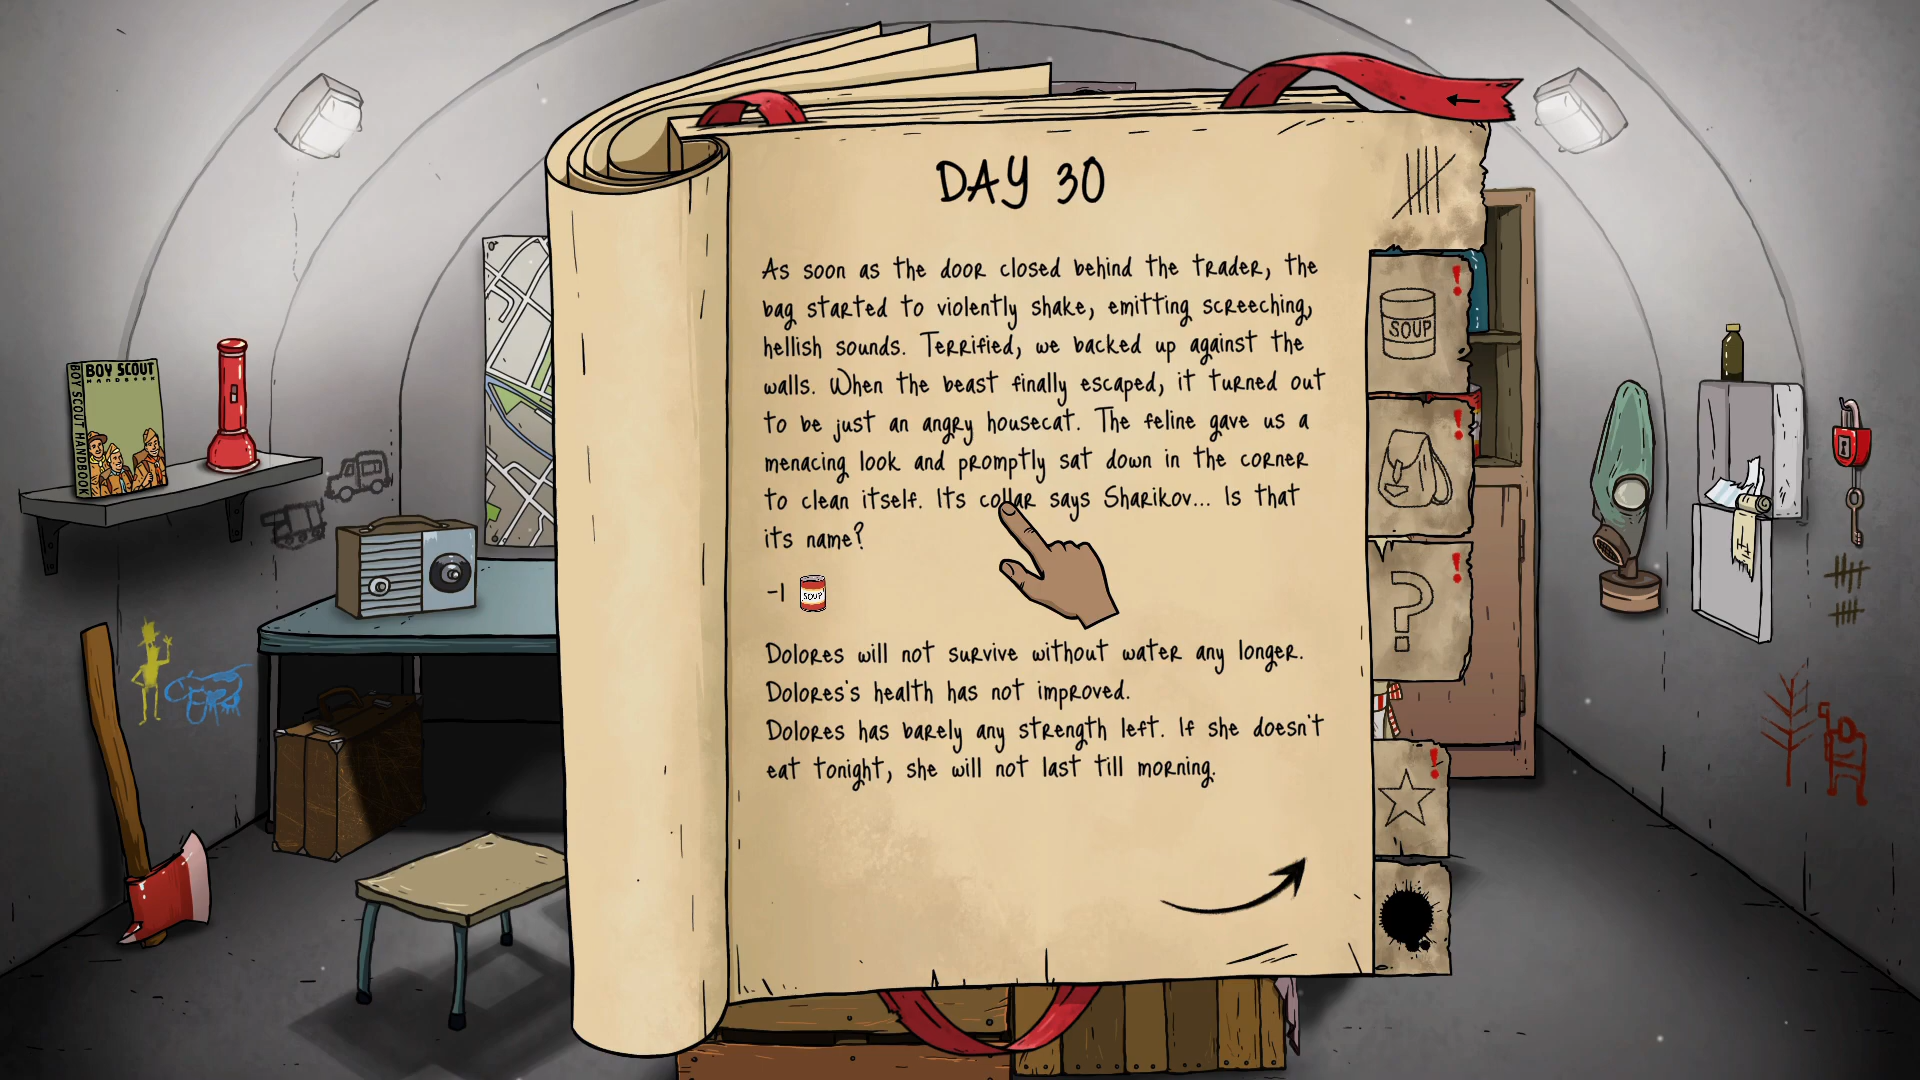 DAY 30
As soon as the door closed behind the trader, the
bag started to violently shake, emitting screeching,
hellish sounds. Terrified, we backed up against the
walls. When the beast finally escaped, it turned out
to be just an angry housecat. The feline gave us a
menacing look and promptly sat down in the corner
to clean itself. Its collar says Sharikov... Is that
its name?
-1
SOUP
Dolores will not survive without water any longer.
Dolores's health has not improved.
Dolores has barely any strength left. If she doesn't
eat tonight, she will not last till morning.
!
SOUP
!
!
?
!
BOY SCOUT
HANDBOOK
BOY SCOUT HANDBOOK